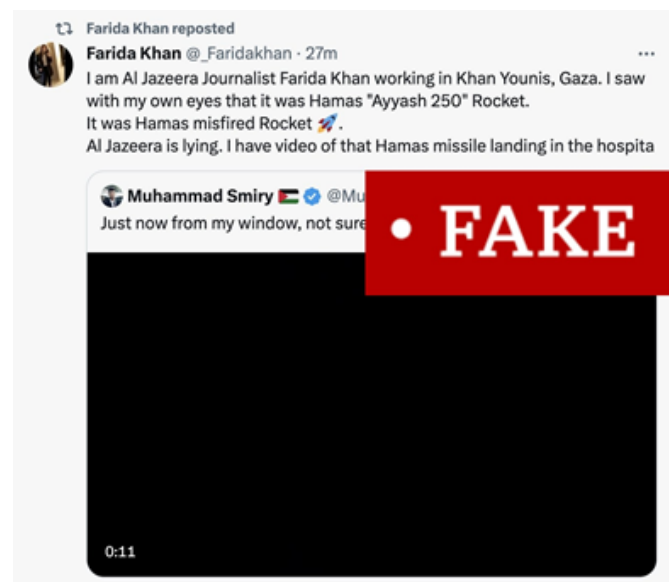 Farida Khan reposted
Farida Khan @_Faridakhan · 27m
I am Al Jazeera Journalist Farida Khan working in Khan Younis, Gaza. I saw
with my own eyes that it was Hamas "Ayyash 250" Rocket.
It was Hamas misfired Rocket 🚀.
Al Jazeera is lying. I have video of that Hamas missile landing in the hospita
Muhammad Smiry 🇵🇸 @Mu
Just now from my window, not sure
FAKE
0:11